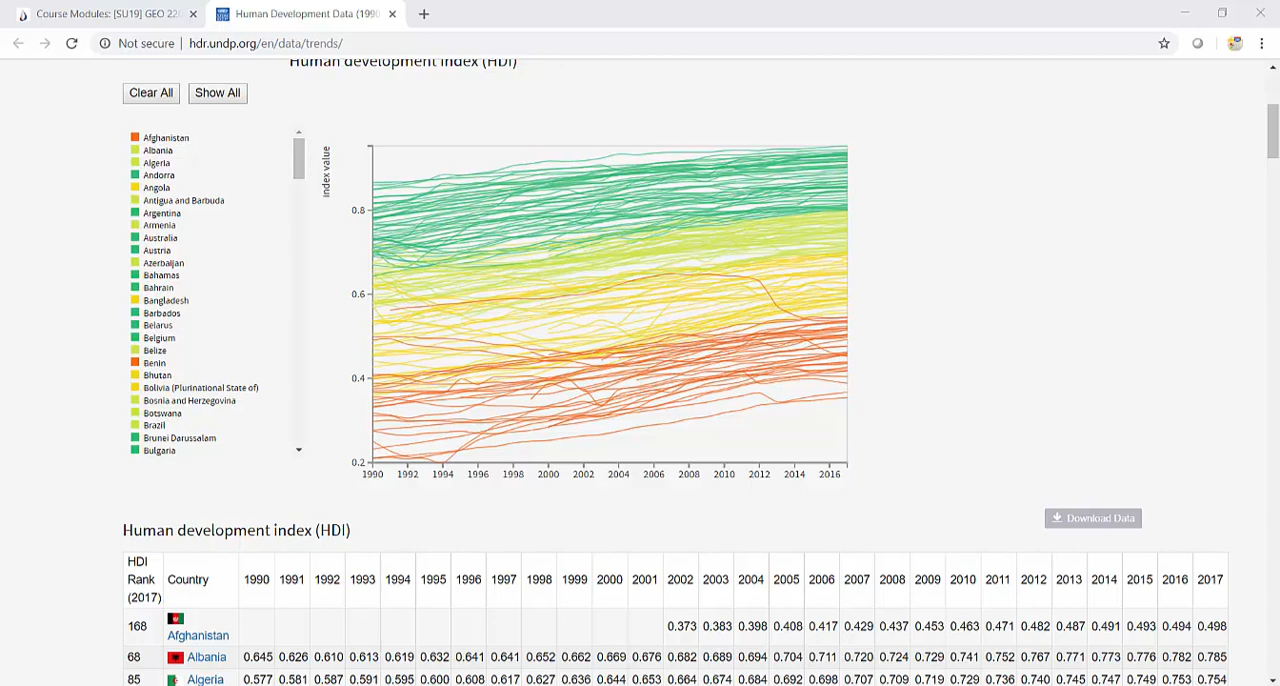 Course Modules: [SU19] GEO 220
Human Development Data (1990
Not secure | hdr.undp.org/en/data/trends/
Human development index (HDI)
Clear All Show All
Afghanistan
Albania
Algeria
Andorra
Angola
Antigua and Barbuda
Argentina
Armenia
Australia
Austria
Azerbaijan
Bahamas
Bahrain
Bangladesh
Barbados
Belarus
Belgium
Belize
Benin
Bhutan
Bolivia (Plurinational State of)
Bosnia and Herzegovina
Botswana
Brazil
Brunei Darussalam
Bulgaria
Index value
0.8
0.6
0.4
0.2
1990 1992 1994 1996 1998 2000 2002 2004 2006 2008 2010 2012 2014 2016
Download Data
Human development index (HDI)
HDI Rank (2017) Country 1990 1991 1992 1993 1994 1995 1996 1997 1998 1999 2000 2001 2002 2003 2004 2005 2006 2007 2008 2009 2010 2011 2012 2013 2014 2015 2016 2017
168 Afghanistan 0.373 0.383 0.398 0.408 0.417 0.429 0.437 0.453 0.463 0.471 0.482 0.487 0.491 0.493 0.494 0.498
68 Albania 0.645 0.626 0.610 0.613 0.619 0.632 0.641 0.641 0.652 0.662 0.669 0.676 0.682 0.689 0.694 0.704 0.711 0.720 0.724 0.729 0.741 0.752 0.767 0.771 0.773 0.776 0.782 0.785
85 Algeria 0.577 0.581 0.587 0.591 0.595 0.600 0.608 0.617 0.627 0.636 0.644 0.653 0.664 0.674 0.684 0.692 0.698 0.707 0.709 0.719 0.729 0.736 0.740 0.745 0.747 0.749 0.753 0.754